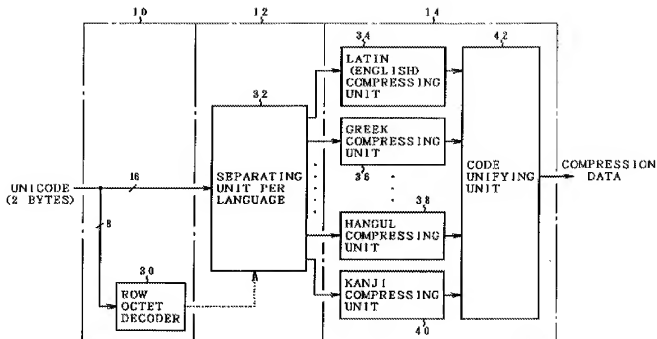 10
12
14
34
42
LATIN
(ENGLISH)
COMPRESSING
UNIT
32
GREEK
COMPRESSING
UNIT
36
UNICODE
(2 BYTES)
16
SEPARATING
UNIT PER
LANGUAGE
CODE
UNIFYING
UNIT
COMPRESSION
DATA
8
38
HANGUL
COMPRESSING
UNIT
30
ROW
OCTET
DECODER
KANJI
COMPRESSING
UNIT
40